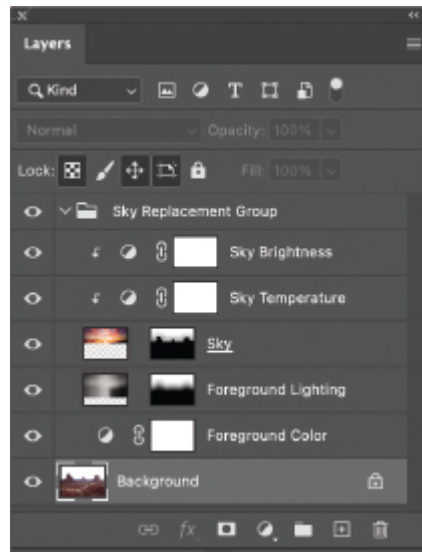 Layers
Kind
Normal Opacity: 100%
Lock: Fill: 100%
Sky Replacement Group
Sky Brightness
Sky Temperature
Sky
Foreground Lighting
Foreground Color
Background
fx